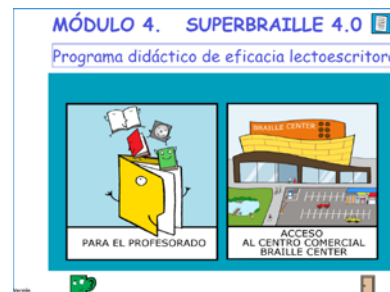 MÓDULO 4. SUPERBRAILLE 4.0
Programa didáctico de eficacia lectoescritor
BRAILLE CENTER
PARA EL PROFESORADO
ACCESO
AL CENTRO COMERCIAL
BRAILLE CENTER